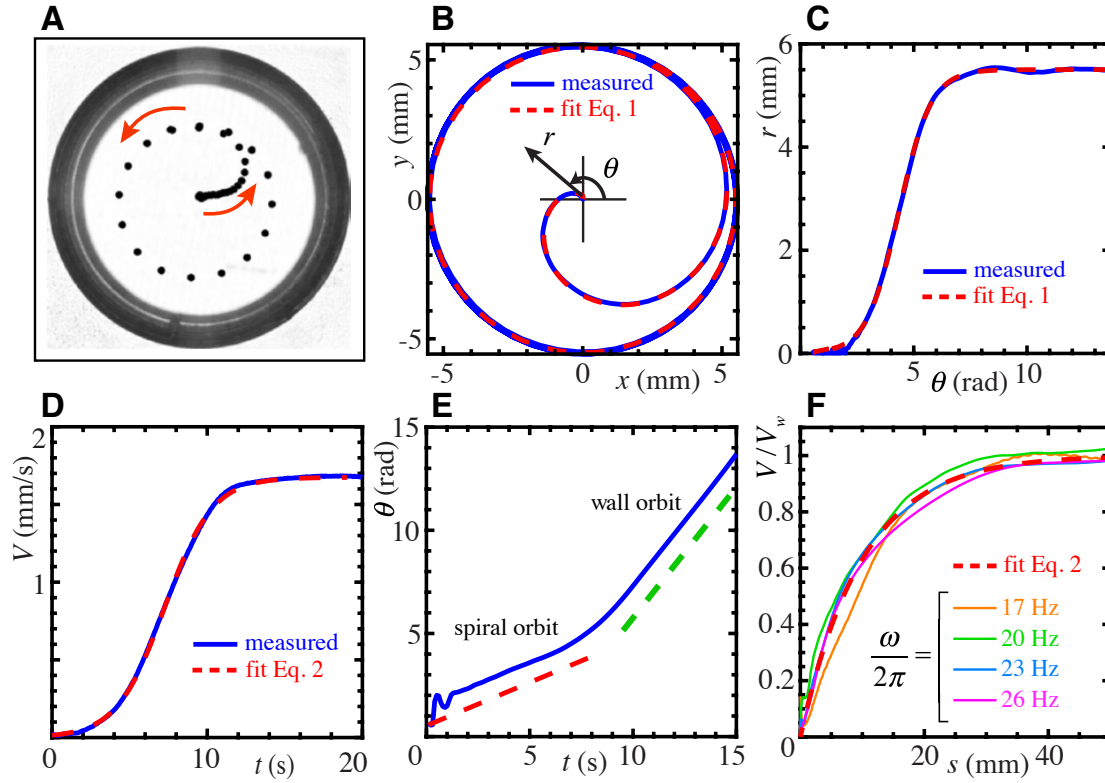 A
B
y (mm)
5
0
-5
measured
fit Eq. 1
r
θ
-5
0
5
x (mm)
C
r (mm)
6
4
2
0
measured
fit Eq. 1
5
10
θ (rad)
D
V (mm/s)
2
1
measured
fit Eq. 2
0
10
20
t (s)
E
θ (rad)
15
10
5
0
wall orbit
spiral orbit
0
5
10
15
t (s)
F
V/V_w
1
0.8
0.6
0.4
0.2
0
fit Eq. 2
17 Hz
20 Hz
23 Hz
26 Hz
ω/2π =
0
20
40
s (mm)